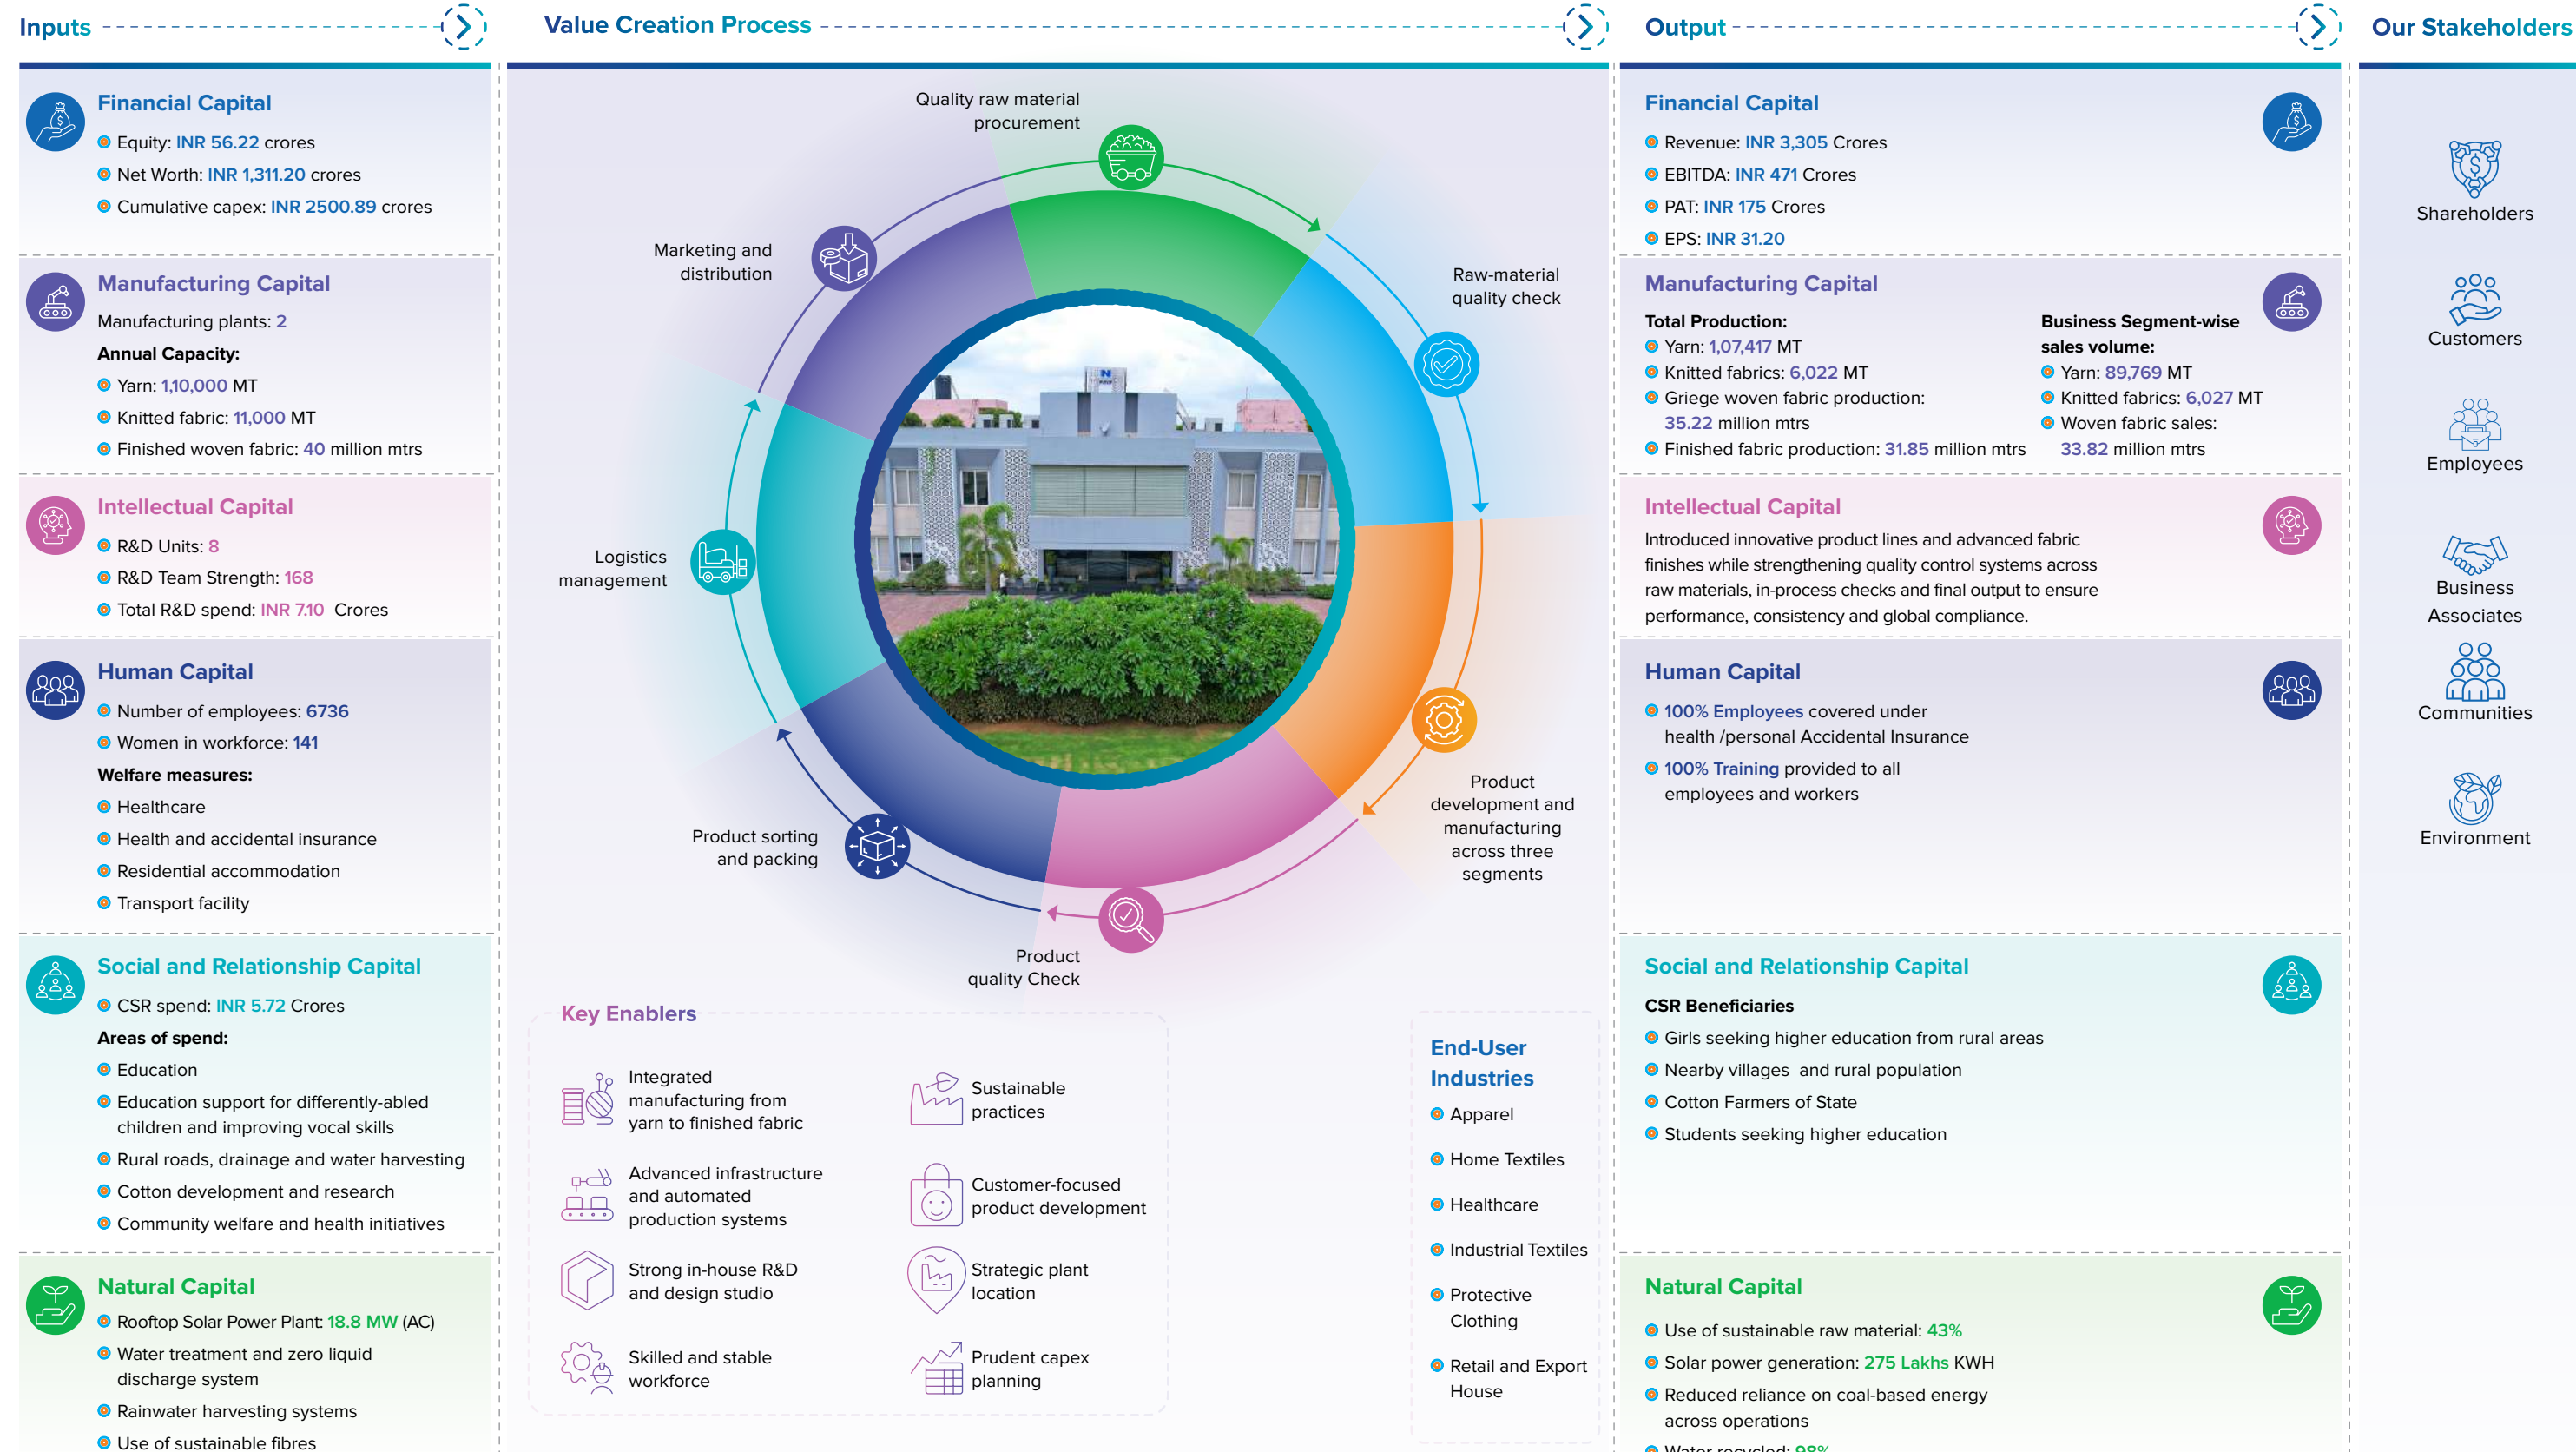 Inputs
Financial Capital
Equity: INR 56.22 crores
Net Worth: INR 1,311.20 crores
Cumulative capex: INR 2500.89 crores
Manufacturing Capital
Manufacturing plants: 2
Annual Capacity:
Yarn: 1,10,000 MT
Knitted fabric: 11,000 MT
Finished woven fabric: 40 million mtrs
Intellectual Capital
R&D Units: 8
R&D Team Strength: 168
Total R&D spend: INR 7.10 Crores
Human Capital
Number of employees: 6736
Women in workforce: 141
Welfare measures:
Healthcare
Health and accidental insurance
Residential accommodation
Transport facility
Social and Relationship Capital
CSR spend: INR 5.72 Crores
Areas of spend:
Education
Education support for differently-abled
children and improving vocal skills
Rural roads, drainage and water harvesting
Cotton development and research
Community welfare and health initiatives
Natural Capital
Rooftop Solar Power Plant: 18.8 MW (AC)
Water treatment and zero liquid
discharge system
Rainwater harvesting systems
Use of sustainable fibres
Value Creation Process
Quality raw material
procurement
Raw-material
quality check
Product
development and
manufacturing
across three
segments
Product
quality Check
Product sorting
and packing
Logistics
management
Marketing and
distribution
Key Enablers
Integrated
manufacturing from
yarn to finished fabric
Advanced infrastructure
and automated
production systems
Strong in-house R&D
and design studio
Skilled and stable
workforce
Sustainable
practices
Customer-focused
product development
Strategic plant
location
Prudent capex
planning
End-User
Industries
Apparel
Home Textiles
Healthcare
Industrial Textiles
Protective
Clothing
Retail and Export
House
Output
Financial Capital
Revenue: INR 3,305 Crores
EBITDA: INR 471 Crores
PAT: INR 175 Crores
EPS: INR 31.20
Manufacturing Capital
Total Production:
Yarn: 1,07,417 MT
Knitted fabrics: 6,022 MT
Griege woven fabric production:
35.22 million mtrs
Finished fabric production: 31.85 million mtrs
Business Segment-wise
sales volume:
Yarn: 89,769 MT
Knitted fabrics: 6,027 MT
Woven fabric sales:
33.82 million mtrs
Intellectual Capital
Introduced innovative product lines and advanced fabric
finishes while strengthening quality control systems across
raw materials, in-process checks and final output to ensure
performance, consistency and global compliance.
Human Capital
100% Employees covered under
health /personal Accidental Insurance
100% Training provided to all
employees and workers
Social and Relationship Capital
CSR Beneficiaries
Girls seeking higher education from rural areas
Nearby villages and rural population
Cotton Farmers of State
Students seeking higher education
Natural Capital
Use of sustainable raw material: 43%
Solar power generation: 275 Lakhs KWH
Reduced reliance on coal-based energy
across operations
Water recycled: 98%
Our Stakeholders
Shareholders
Customers
Employees
Business
Associates
Communities
Environment